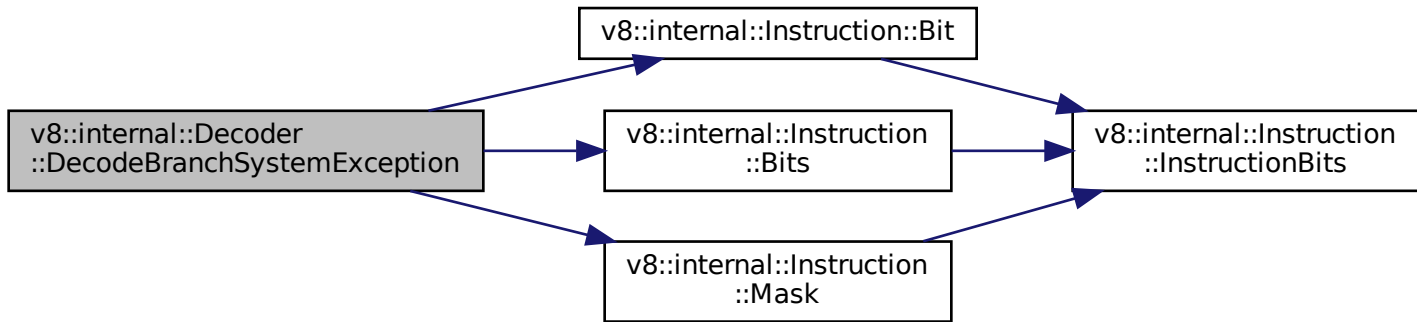 v8::internal::Instruction::Bit
v8::internal::Decoder
::DecodeBranchSystemException
v8::internal::Instruction
::Bits
v8::internal::Instruction
::InstructionBits
v8::internal::Instruction
::Mask